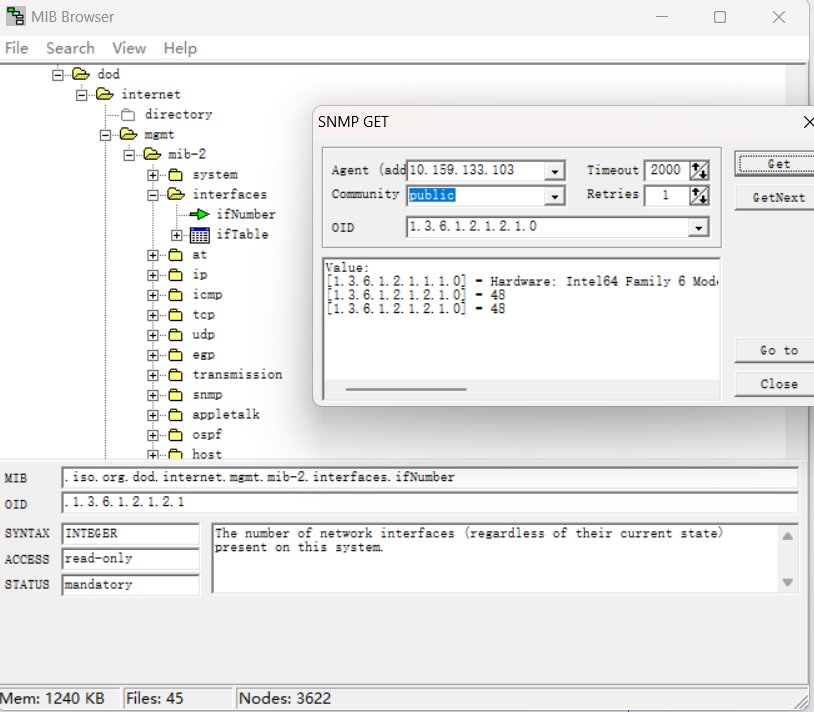 MIB Browser
File Search View Help
dod
internet
directory
mgmt
mib-2
system
interfaces
ifNumber
ifTable
at
ip
icmp
tcp
udp
egp
transmission
snmp
appletalk
ospf
host
SNMP GET
Agent (add 10.159.133.103 Timeout 2000 Get
Community public Retries 1 GetNext
OID 1.3.6.1.2.1.2.1.0
Value:
[1.3.6.1.2.1.1.1.0] = Hardware: Intel64 Family 6 Mode
[1.3.6.1.2.1.2.1.0] = 48
[1.3.6.1.2.1.2.1.0] = 48
Go to
Close
MIB .iso.org.dod.internet.mgmt.mib-2.interfaces.ifNumber
OID .1.3.6.1.2.1.2.1
SYNTAX INTEGER
ACCESS read-only
STATUS mandatory
The number of network interfaces (regardless of their current state)
present on this system.
Mem: 1240 KB Files: 45 Nodes: 3622